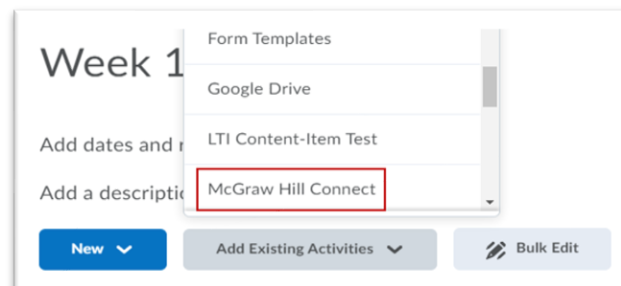 Week 1
Form Templates
Google Drive
Add dates and
LTI Content-Item Test
Add a descripti
McGraw Hill Connect
New
Add Existing Activities
Bulk Edit